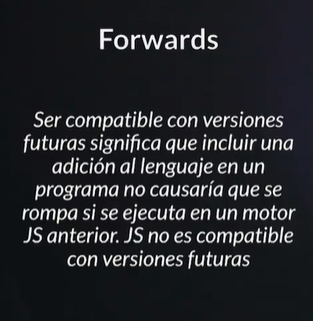 Forwards
Ser compatible con versiones
futuras significa que incluir una
adición al lenguaje en un
programa no causaría que se
rompa si se ejecuta en un motor
JS anterior. JS no es compatible
con versiones futuras